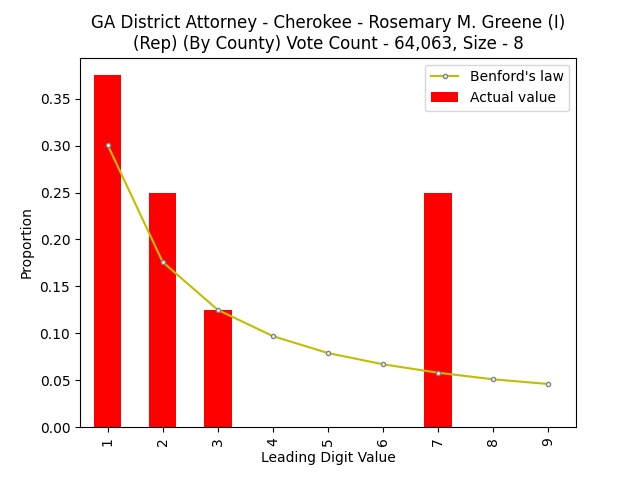 GA District Attorney - Cherokee - Rosemary M. Greene (I)
(Rep) (By County) Vote Count - 64,063, Size - 8
Benford's law
Actual value
0.35
0.30
0.25
0.20
0.15
0.10
0.05
0.00
Proportion
1 2 3 4 5 6 7 8 9
Leading Digit Value